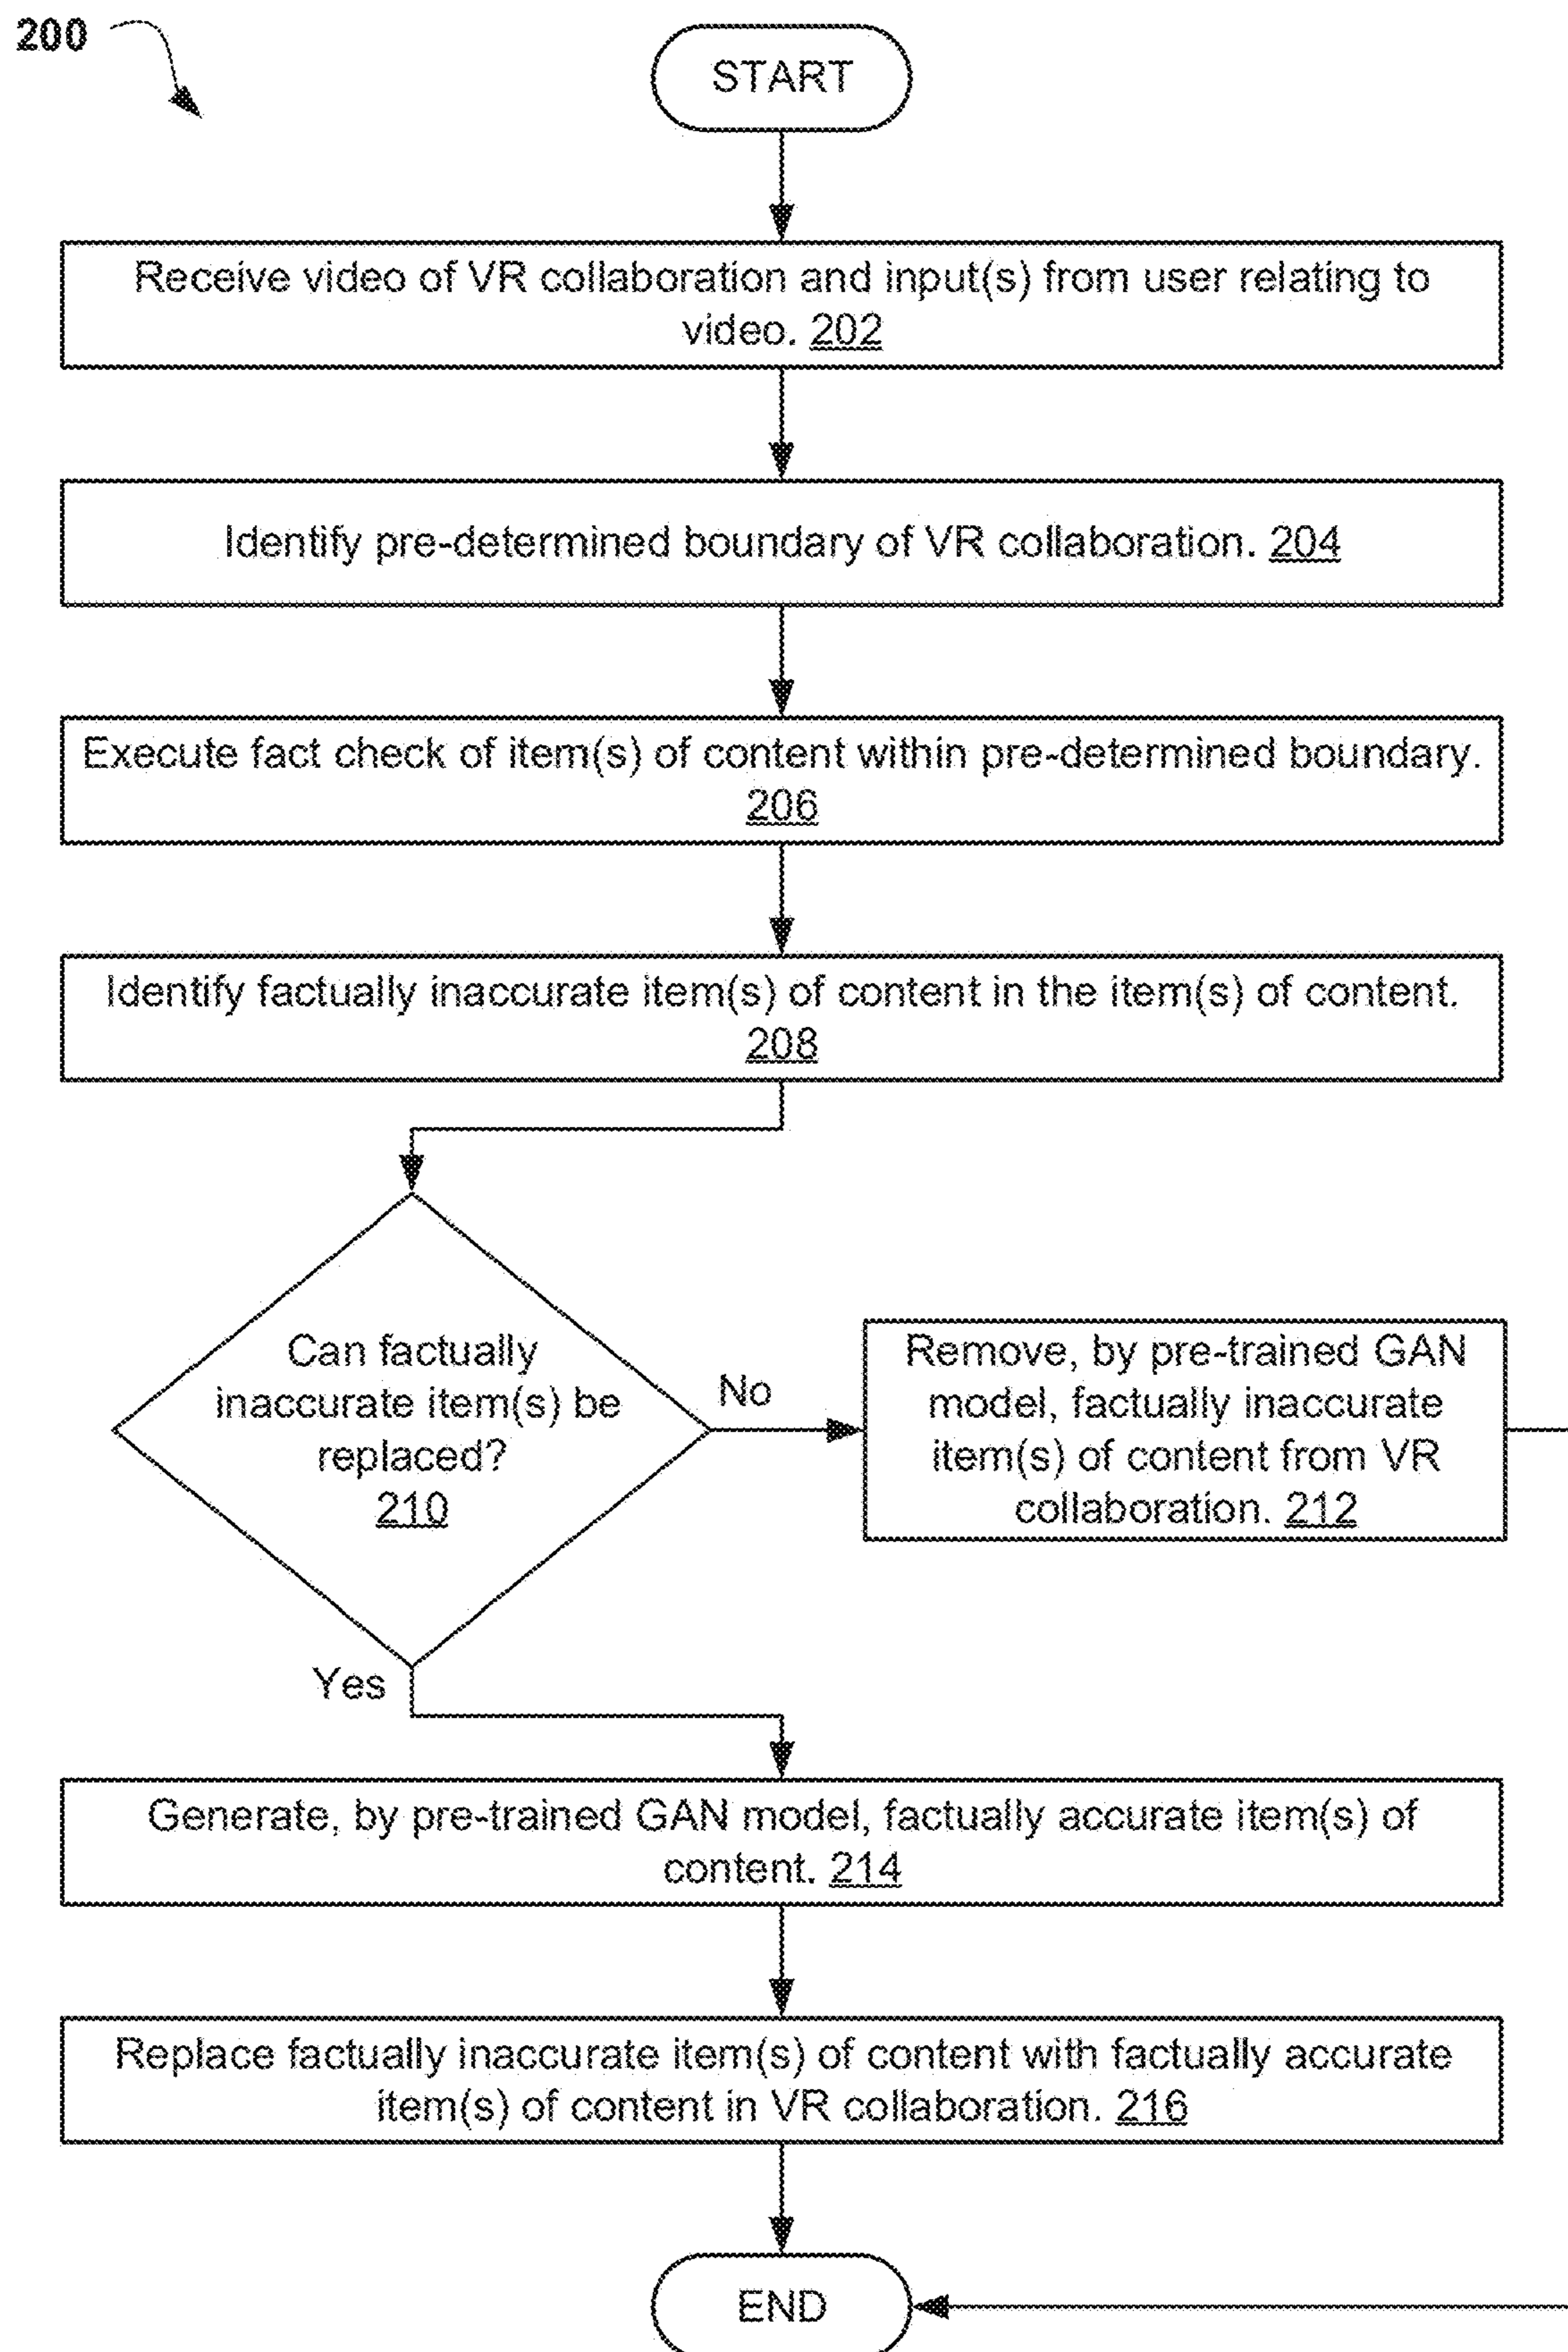 200
START
Receive video of VR collaboration and input(s) from user relating to
video. 202
Identify pre-determined boundary of VR collaboration. 204
Execute fact check of item(s) of content within pre-determined boundary.
206
Identify factually inaccurate item(s) of content in the item(s) of content.
208
Can factually
inaccurate item(s) be
replaced?
210
No
Remove, by pre-trained GAN
model, factually inaccurate
item(s) of content from VR
collaboration. 212
Yes
Generate, by pre-trained GAN model, factually accurate item(s) of
content. 214
Replace factually inaccurate item(s) of content with factually accurate
item(s) of content in VR collaboration. 216
END